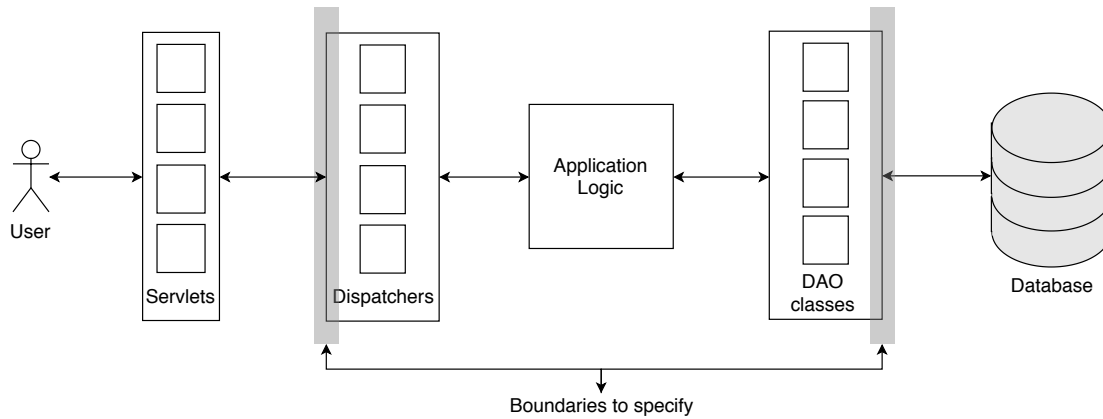 User
Servlets
Dispatchers
Application
Logic
DAO
classes
Database
Boundaries to specify